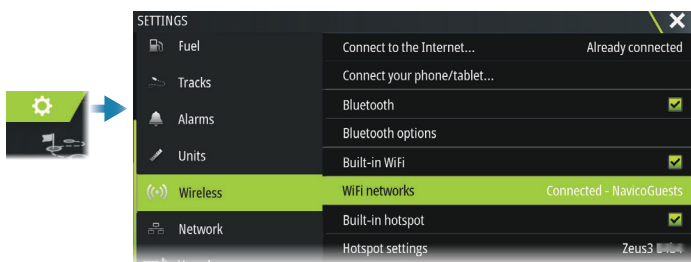 SETTINGS
Fuel
Tracks
Alarms
Units
Wireless
Network
Connect to the Internet... Already connected
Connect your phone/tablet...
Bluetooth
Bluetooth options
Built-in WiFi
WiFi networks Connected - NavicoGuests
Built-in hotspot
Hotspot settings Zeus3